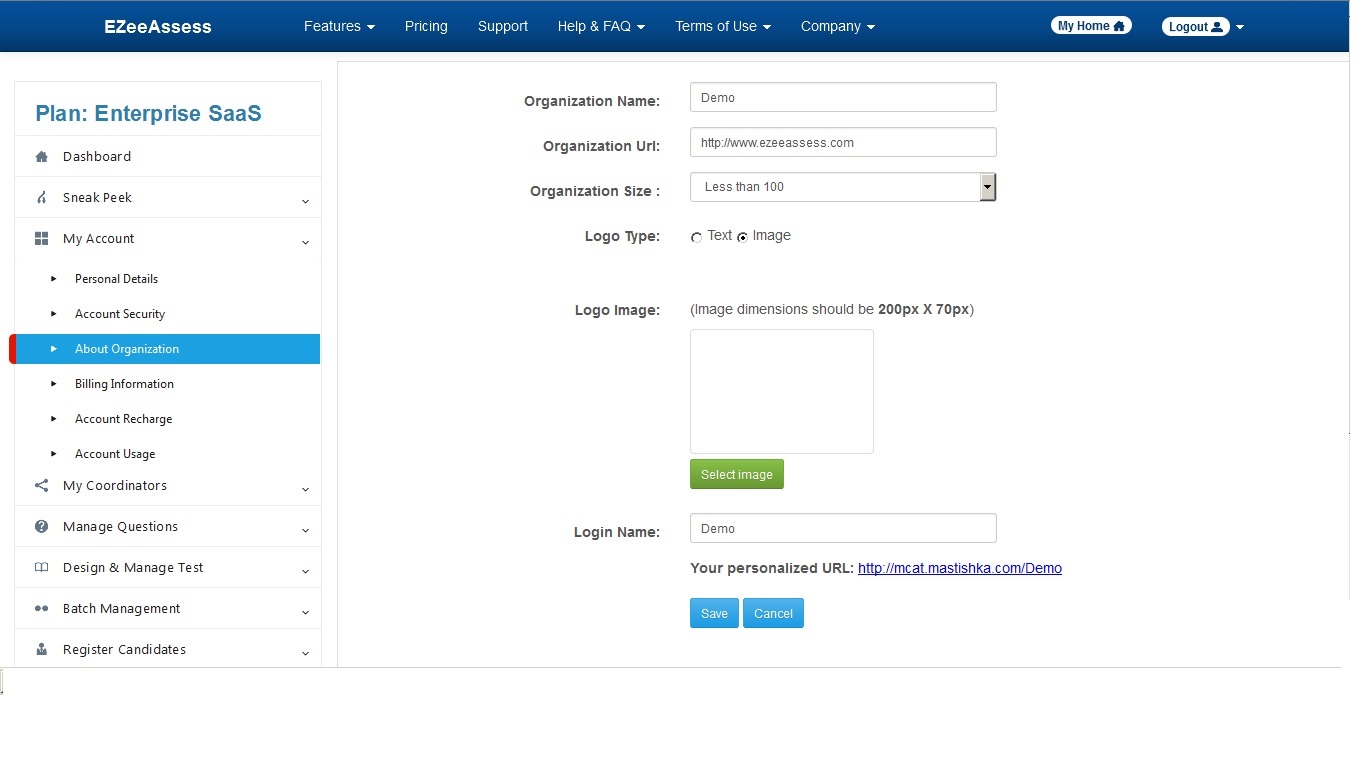 EZeeAssess Features Pricing Support Help & FAQ Terms of Use Company My Home Logout
Plan: Enterprise SaaS
Dashboard
Sneak Peek
My Account
Personal Details
Account Security
About Organization
Billing Information
Account Recharge
Account Usage
My Coordinators
Manage Questions
Design & Manage Test
Batch Management
Register Candidates
Organization Name: Demo
Organization Url: http://www.ezeeassess.com
Organization Size : Less than 100
Logo Type: Text Image
Logo Image: (Image dimensions should be 200px X 70px)
Select image
Login Name: Demo
Your personalized URL: http://mcat.mastishka.com/Demo
Save Cancel